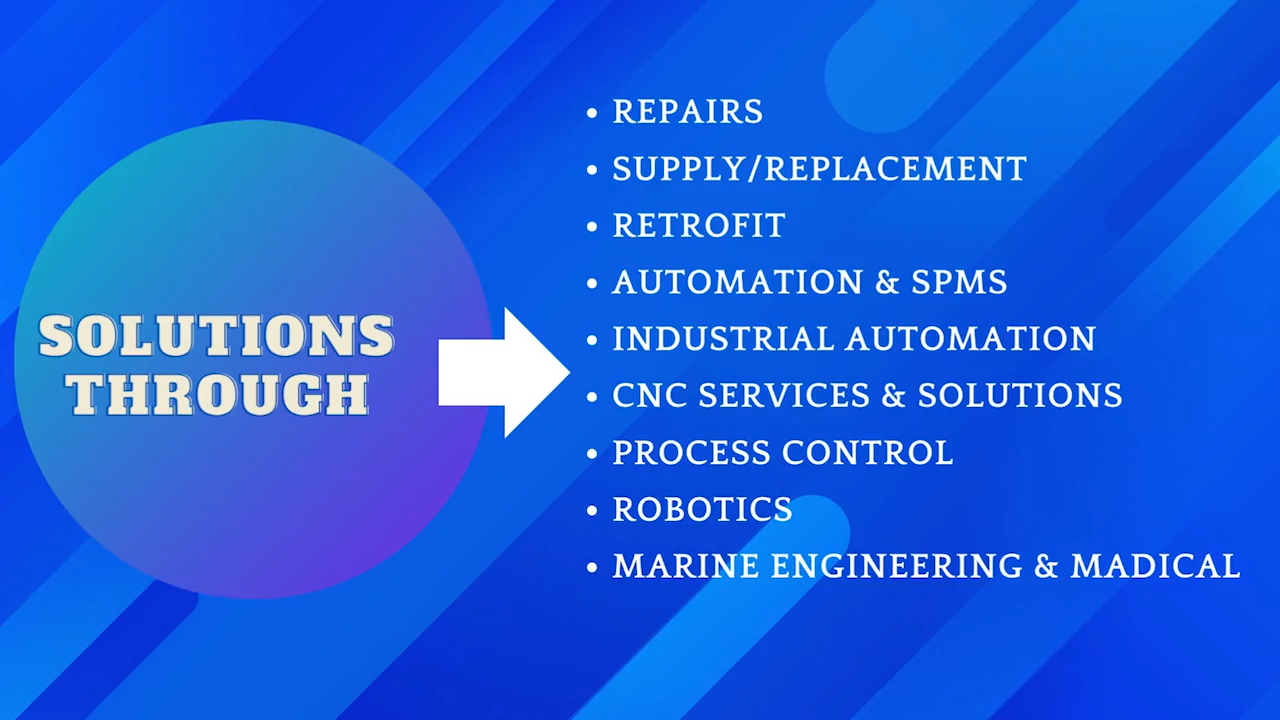 SOLUTIONS
THROUGH
• REPAIRS
• SUPPLY/REPLACEMENT
• RETROFIT
• AUTOMATION & SPMS
• INDUSTRIAL AUTOMATION
• CNC SERVICES & SOLUTIONS
• PROCESS CONTROL
• ROBOTICS
• MARINE ENGINEERING & MADICAL